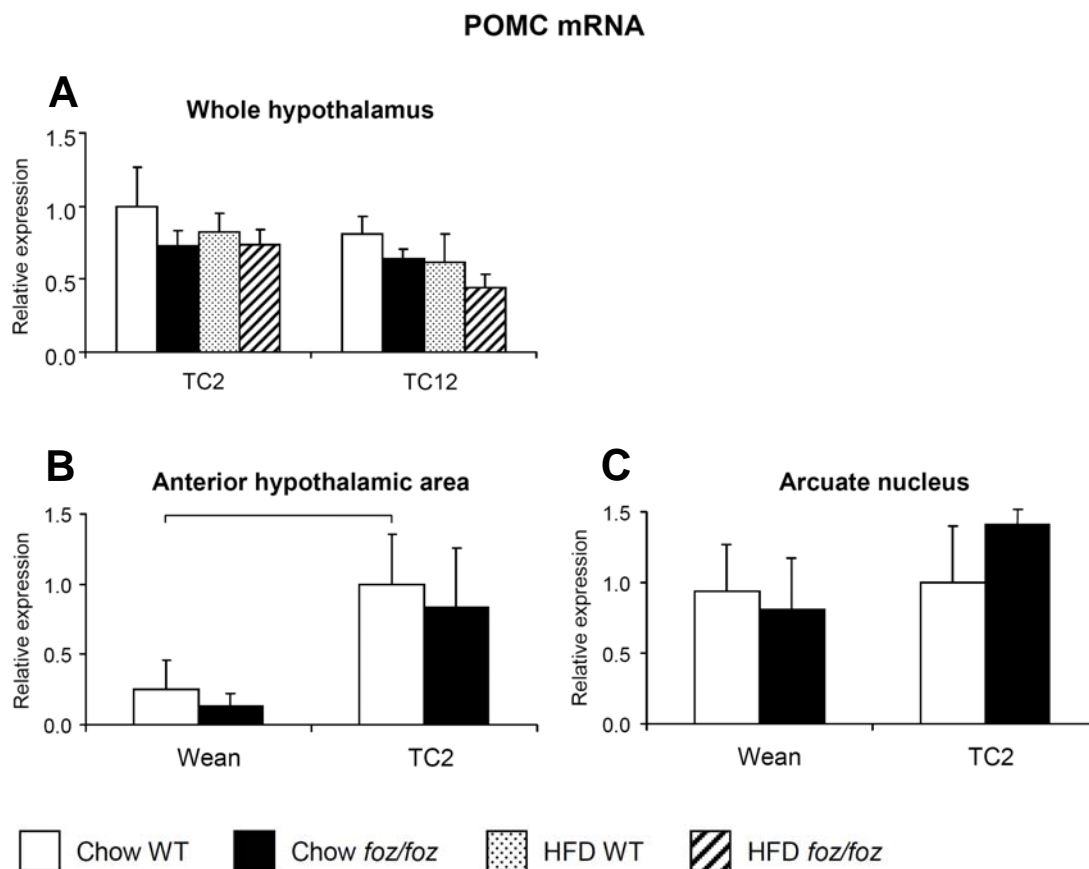 POMC mRNA
A
Whole hypothalamus
Relative expression
1.5
1.0
0.5
0.0
TC2 TC12
B
Anterior hypothalamic area
Relative expression
1.5
1.0
0.5
0.0
Wean TC2
C
Arcuate nucleus
Relative expression
1.5
1.0
0.5
0.0
Wean TC2
Chow WT Chow foz/foz HFD WT HFD foz/foz